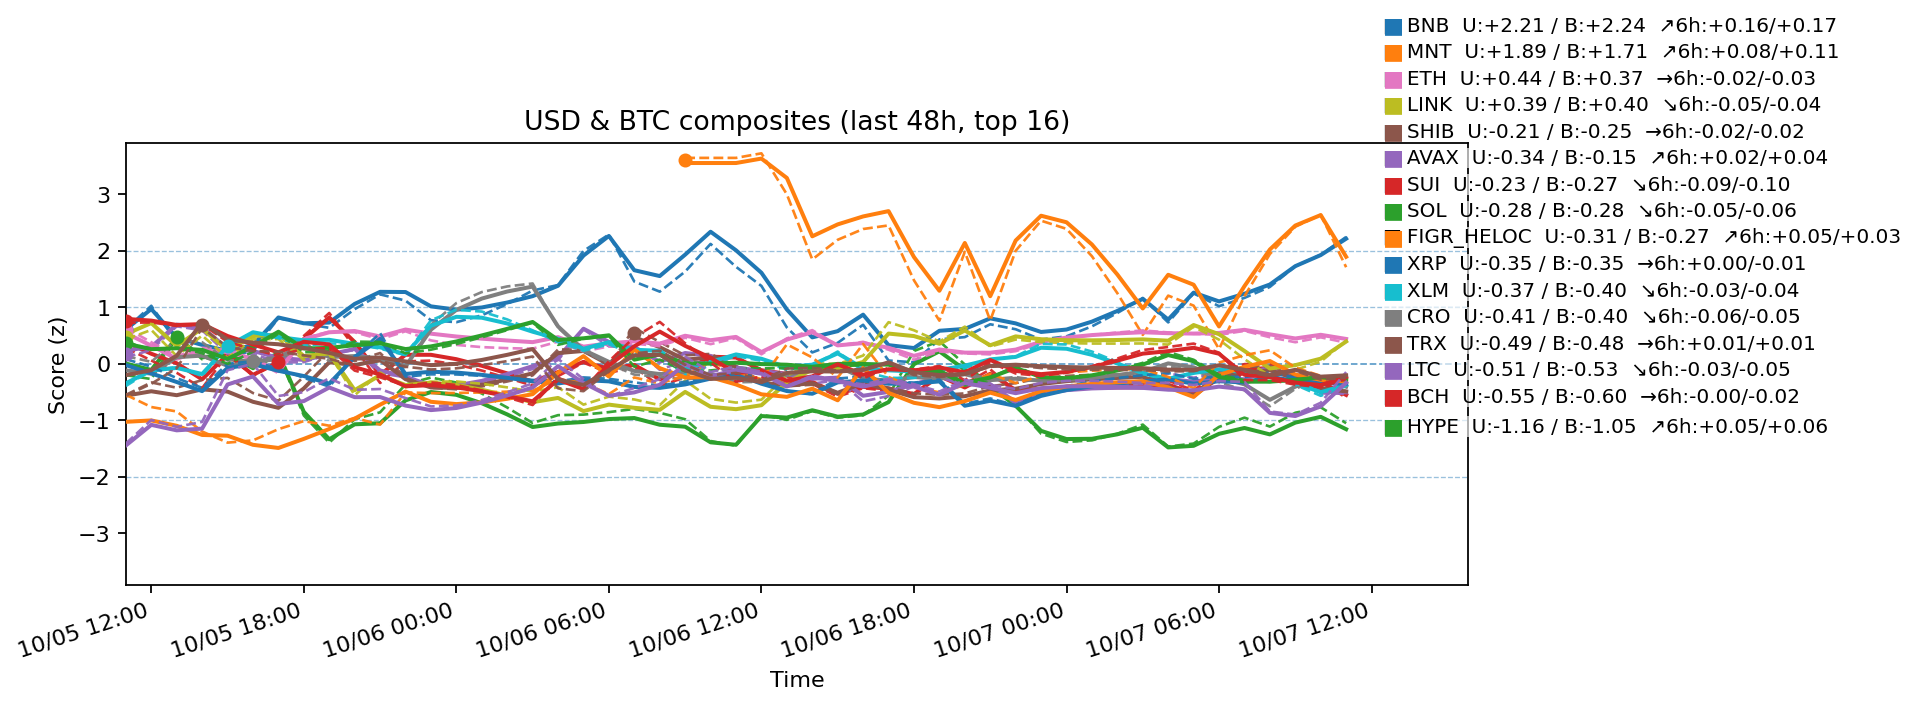 BNB  U:+2.21 / B:+2.24  ↗6h:+0.16/+0.17
MNT  U:+1.89 / B:+1.71  ↗6h:+0.08/+0.11
ETH  U:+0.44 / B:+0.37  →6h:-0.02/-0.03
LINK  U:+0.39 / B:+0.40  ↘6h:-0.05/-0.04
SHIB  U:-0.21 / B:-0.25  →6h:-0.02/-0.02
AVAX  U:-0.34 / B:-0.15  ↗6h:+0.02/+0.04
SUI  U:-0.23 / B:-0.27  ↘6h:-0.09/-0.10
SOL  U:-0.28 / B:-0.28  ↘6h:-0.05/-0.06
FIGR_HELOC  U:-0.31 / B:-0.27  ↗6h:+0.05/+0.03
XRP  U:-0.35 / B:-0.35  →6h:+0.00/-0.01
XLM  U:-0.37 / B:-0.40  ↘6h:-0.03/-0.04
CRO  U:-0.41 / B:-0.40  ↘6h:-0.06/-0.05
TRX  U:-0.49 / B:-0.48  →6h:+0.01/+0.01
LTC  U:-0.51 / B:-0.53  ↘6h:-0.03/-0.05
BCH  U:-0.55 / B:-0.60  →6h:-0.00/-0.02
HYPE  U:-1.16 / B:-1.05  ↗6h:+0.05/+0.06
USD & BTC composites (last 48h, top 16)
Score (z)
3
2
1
0
−1
−2
−3
10/05 12:00
10/05 18:00
10/06 00:00
10/06 06:00
10/06 12:00
10/06 18:00
10/07 00:00
10/07 06:00
10/07 12:00
Time